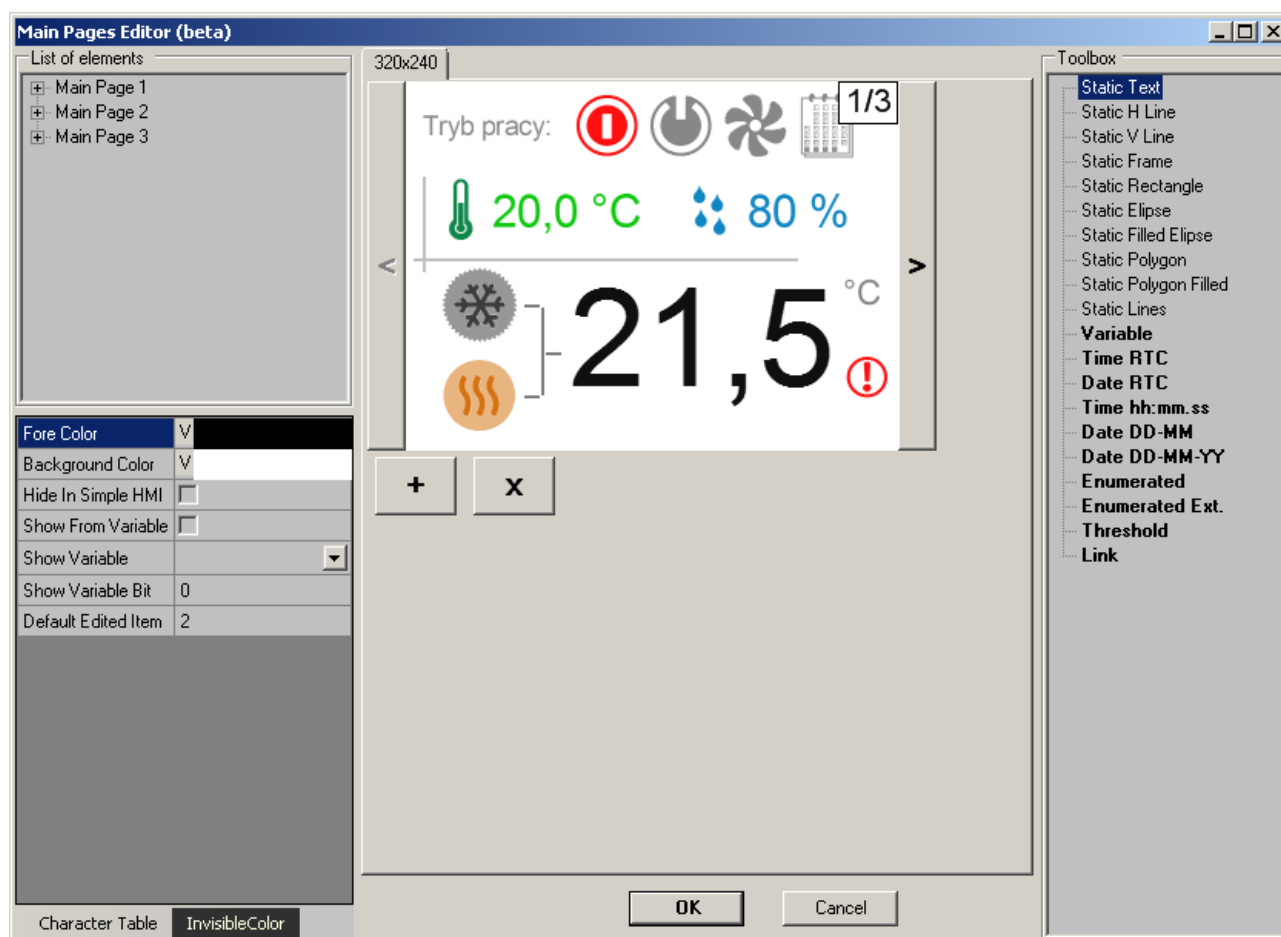 Main Pages Editor (beta)
List of elements
Main Page 1
Main Page 2
Main Page 3
Fore Color V
Background Color V
Hide In Simple HMI
Show From Variable
Show Variable
Show Variable Bit 0
Default Edited Item 2
Character Table InvisibleColor
320x240
1/3
Tryb pracy:
20,0 °C 80 %
< >
21,5 °C
!
+ x
OK Cancel
Toolbox
Static Text
Static H Line
Static V Line
Static Frame
Static Rectangle
Static Elipse
Static Filled Elipse
Static Polygon
Static Polygon Filled
Static Lines
Variable
Time RTC
Date RTC
Time hh:mm.ss
Date DD-MM
Date DD-MM-YY
Enumerated
Enumerated Ext.
Threshold
Link